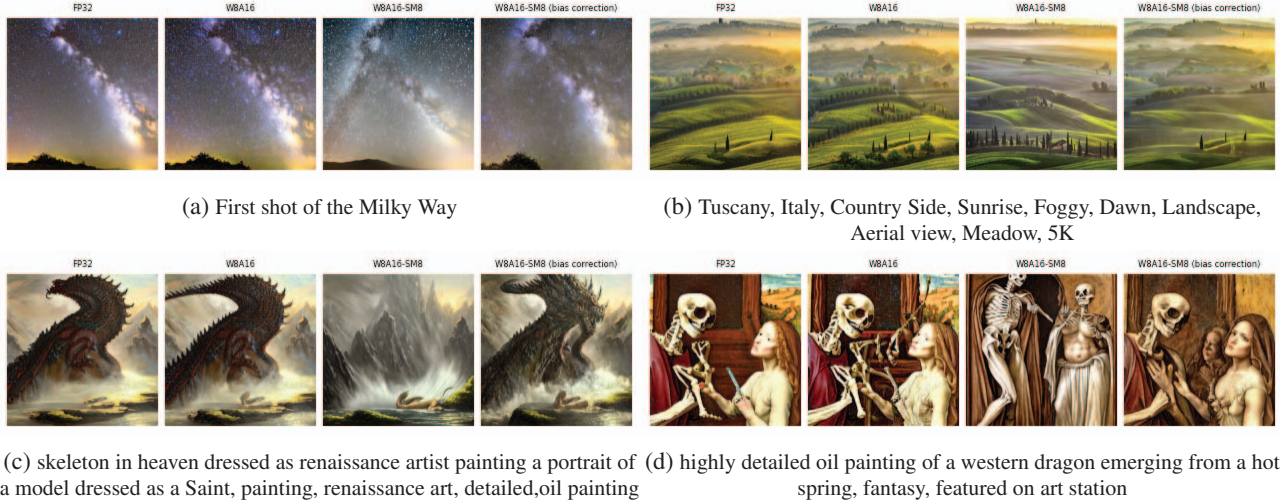 FP32 W8A16 W8A16-SM8 W8A16-SM8 (bias correction)
FP32 W8A16 W8A16-SM8 W8A16-SM8 (bias correction)
(a) First shot of the Milky Way
(b) Tuscany, Italy, Country Side, Sunrise, Foggy, Dawn, Landscape,
Aerial view, Meadow, 5K
FP32 W8A16 W8A16-SM8 W8A16-SM8 (bias correction)
FP32 W8A16 W8A16-SM8 W8A16-SM8 (bias correction)
(c) skeleton in heaven dressed as renaissance artist painting a portrait of
a model dressed as a Saint, painting, renaissance art, detailed,oil painting
(d) highly detailed oil painting of a western dragon emerging from a hot
spring, fantasy, featured on art station